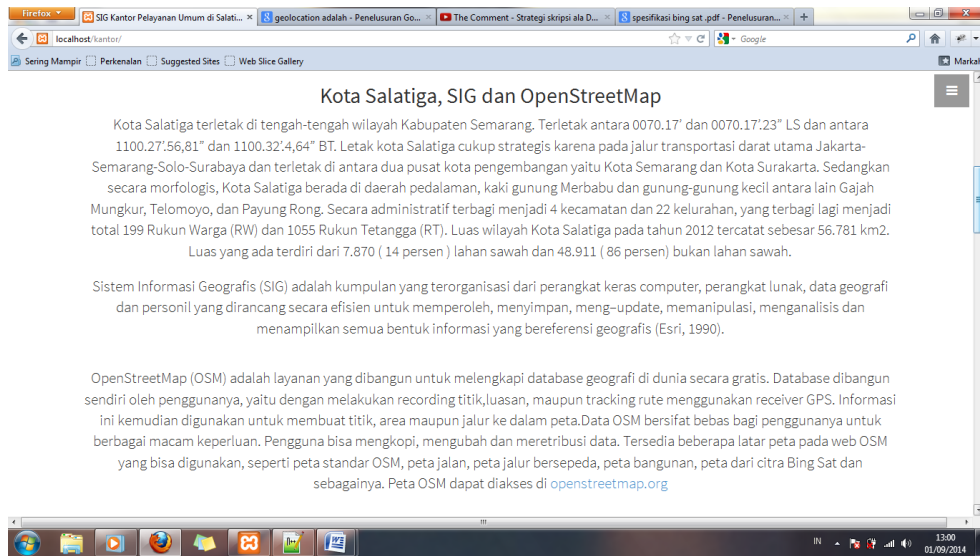 Firefox
SIG Kantor Pelayanan Umum di Salati...
geolocation adalah - Penelusuran Go...
The Comment - Strategi skripsi ala D...
spesifikasi bing sat .pdf - Penelusuran...
localhost/kantor/
Google
Sering Mampir Perkenalan Suggested Sites Web Slice Gallery
Markah
Kota Salatiga, SIG dan OpenStreetMap
Kota Salatiga terletak di tengah-tengah wilayah Kabupaten Semarang. Terletak antara 0070.17' dan 0070.17'.23" LS dan antara
1100.27'.56,81" dan 1100.32'.4,64" BT. Letak kota Salatiga cukup strategis karena pada jalur transportasi darat utama Jakarta-
Semarang-Solo-Surabaya dan terletak di antara dua pusat kota pengembangan yaitu Kota Semarang dan Kota Surakarta. Sedangkan
secara morfologis, Kota Salatiga berada di daerah pedalaman, kaki gunung Merbabu dan gunung-gunung kecil antara lain Gajah
Mungkur, Telomoyo, dan Payung Rong. Secara administratif terbagi menjadi 4 kecamatan dan 22 kelurahan, yang terbagi lagi menjadi
total 199 Rukun Warga (RW) dan 1055 Rukun Tetangga (RT). Luas wilayah Kota Salatiga pada tahun 2012 tercatat sebesar 56.781 km2.
Luas yang ada terdiri dari 7.870 ( 14 persen ) lahan sawah dan 48.911 ( 86 persen) bukan lahan sawah.
Sistem Informasi Geografis (SIG) adalah kumpulan yang terorganisasi dari perangkat keras computer, perangkat lunak, data geografi
dan personil yang dirancang secara efisien untuk memperoleh, menyimpan, meng–update, memanipulasi, menganalisis dan
menampilkan semua bentuk informasi yang bereferensi geografis (Esri, 1990).
OpenStreetMap (OSM) adalah layanan yang dibangun untuk melengkapi database geografi di dunia secara gratis. Database dibangun
sendiri oleh penggunanya, yaitu dengan melakukan recording titik,luasan, maupun tracking rute menggunakan receiver GPS. Informasi
ini kemudian digunakan untuk membuat titik, area maupun jalur ke dalam peta.Data OSM bersifat bebas bagi penggunanya untuk
berbagai macam keperluan. Pengguna bisa mengkopi, mengubah dan meretribusi data. Tersedia beberapa latar peta pada web OSM
yang bisa digunakan, seperti peta standar OSM, peta jalan, peta jalur bersepeda, peta bangunan, peta dari citra Bing Sat dan
sebagainya. Peta OSM dapat diakses di openstreetmap.org
IN
13:00
01/09/2014